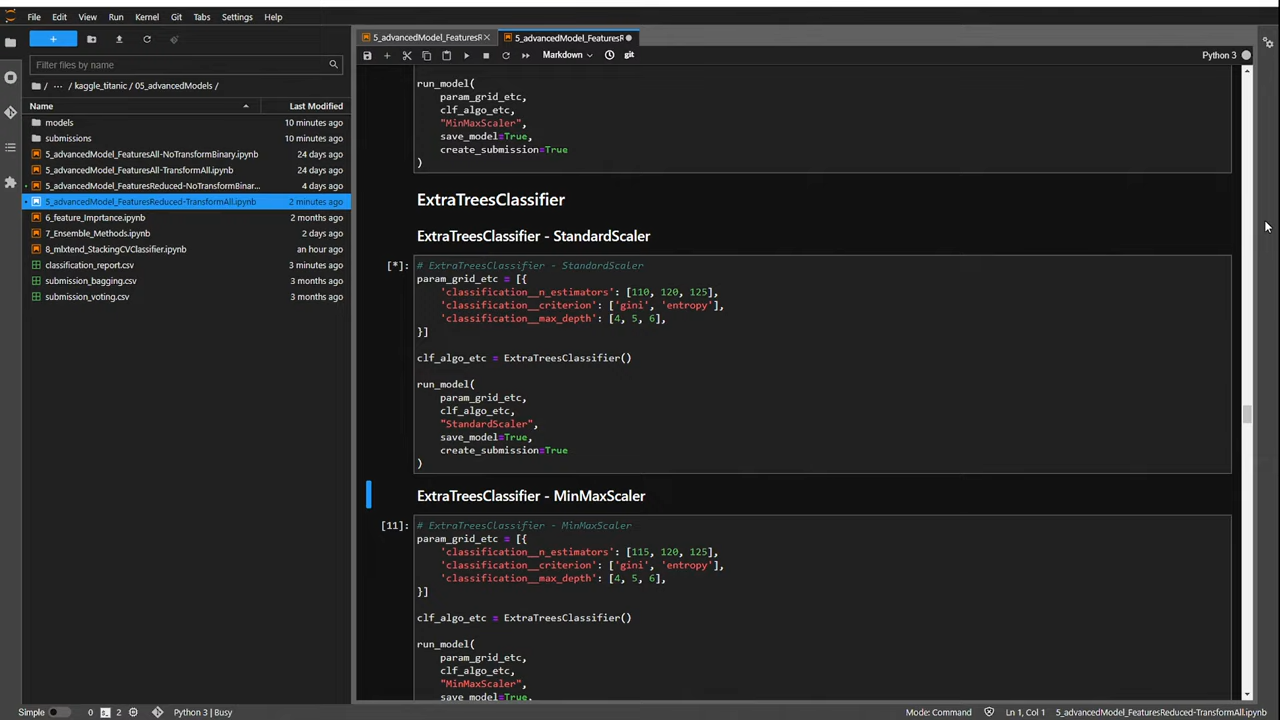 File Edit View Run Kernel Git Tabs Settings Help
5_advancedModel_FeaturesR
5_advancedModel_FeaturesR
Markdown
git
Python 3
Filter files by name
/ ... / kaggle_titanic / 05_advancedModels /
Name Last Modified
models 10 minutes ago
submissions 10 minutes ago
5_advancedModel_FeaturesAll-NoTransformBinary.ipynb 24 days ago
5_advancedModel_FeaturesAll-TransformAll.ipynb 24 days ago
5_advancedModel_FeaturesReduced-NoTransformBinar... 4 days ago
5_advancedModel_FeaturesReduced-TransformAll.ipynb 2 minutes ago
6_feature_Imprtance.ipynb 2 months ago
7_Ensemble_Methods.ipynb 2 days ago
8_mlxtend_StackingCVClassifier.ipynb an hour ago
classification_report.csv 3 minutes ago
submission_bagging.csv 3 months ago
submission_voting.csv 3 months ago
run_model(
param_grid_etc,
clf_algo_etc,
"MinMaxScaler",
save_model=True,
create_submission=True
)
ExtraTreesClassifier
ExtraTreesClassifier - StandardScaler
[*]: # ExtraTreesClassifier - StandardScaler
param_grid_etc = [{
'classification__n_estimators': [110, 120, 125],
'classification__criterion': ['gini', 'entropy'],
'classification__max_depth': [4, 5, 6],
}]
clf_algo_etc = ExtraTreesClassifier()
run_model(
param_grid_etc,
clf_algo_etc,
"StandardScaler",
save_model=True,
create_submission=True
)
ExtraTreesClassifier - MinMaxScaler
[11]: # ExtraTreesClassifier - MinMaxScaler
param_grid_etc = [{
'classification__n_estimators': [115, 120, 125],
'classification__criterion': ['gini', 'entropy'],
'classification__max_depth': [4, 5, 6],
}]
clf_algo_etc = ExtraTreesClassifier()
run_model(
param_grid_etc,
clf_algo_etc,
"MinMaxScaler",
save_model=True,
Simple 0 2 Python 3 | Busy Mode: Command Ln 1, Col 1 5_advancedModel_FeaturesReduced-TransformAll.ipynb